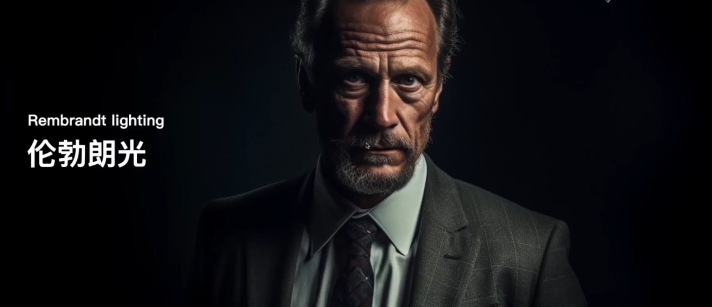 Rembrandt lighting
伦勃朗光